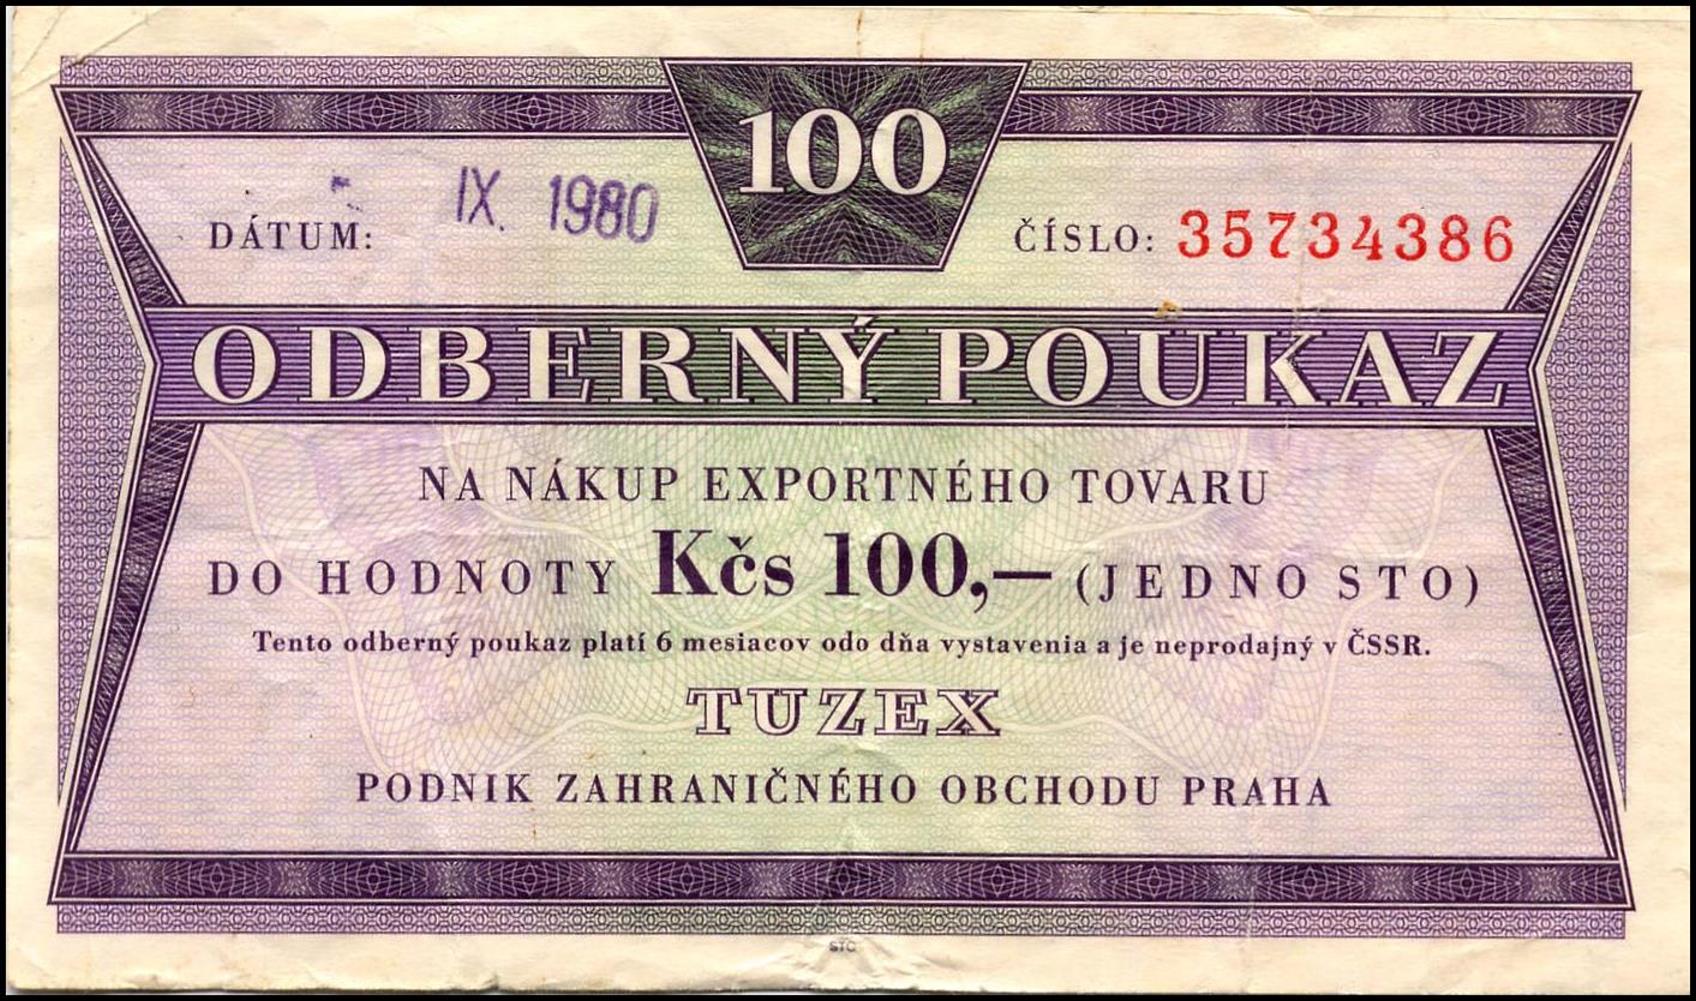 100
DÁTUM: IX. 1980
ČÍSLO: 35734386
ODBERNÝ POUKAZ
NA NÁKUP EXPORTNÉHO TOVARU
DO HODNOTY Kčs 100,— (JEDNO STO)
Tento odberný poukaz platí 6 mesiacov odo dňa vystavenia a je neprodajný v ČSSR.
TUZEX
PODNIK ZAHRANIČNÉHO OBCHODU PRAHA
STC